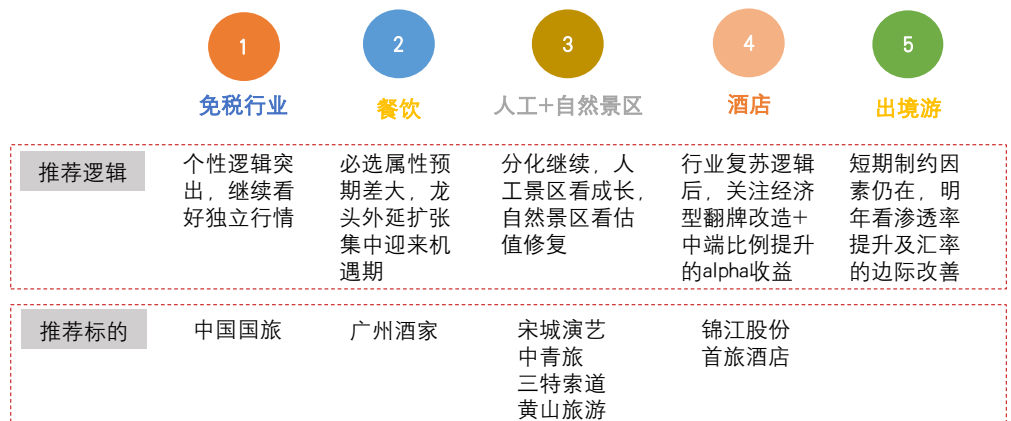 1
2
3
4
5
免税行业
餐饮
人工+自然景区
酒店
出境游
推荐逻辑
个性逻辑突
出，继续看
好独立行情
必选属性预
期差大，龙
头外延扩张
集中迎来机
遇期
分化继续，人
工景区看成长，
自然景区看估
值修复
行业复苏逻辑
后，关注经济
型翻牌改造+
中端比例提升
的alpha收益
短期制约因
素仍在，明
年看渗透率
提升及汇率
的边际改善
推荐标的
中国国旅
广州酒家
宋城演艺
中青旅
三特索道
黄山旅游
锦江股份
首旅酒店